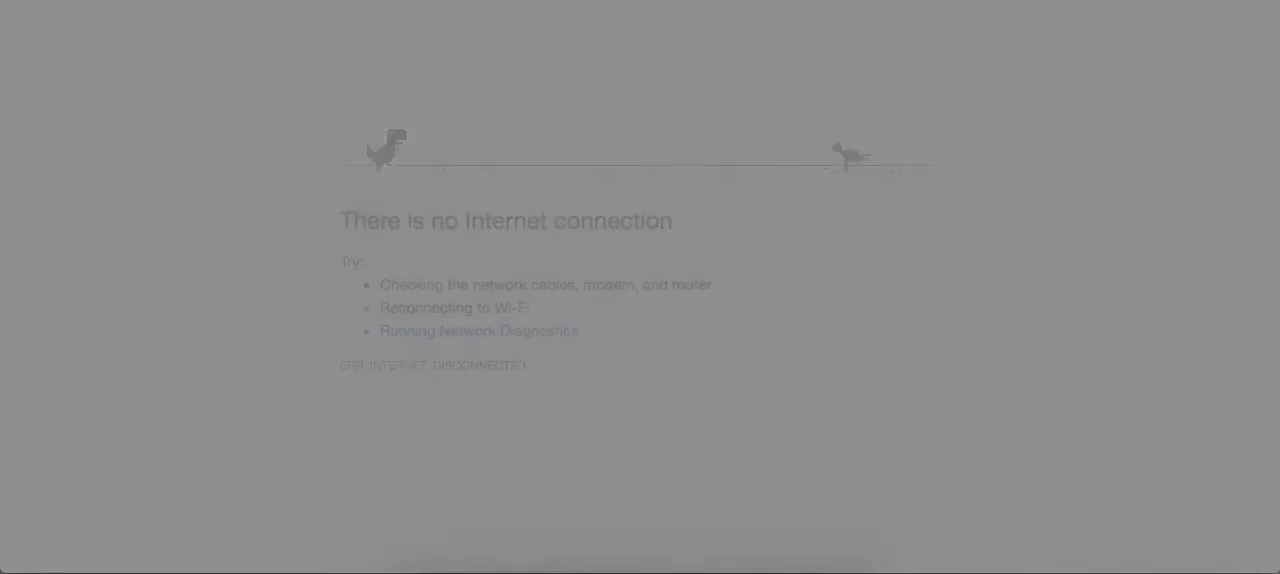 There is no Internet connection
Try:
Checking the network cables, modem, and router
Reconnecting to Wi-Fi
Running Network Diagnostics
ERR_INTERNET_DISCONNECTED